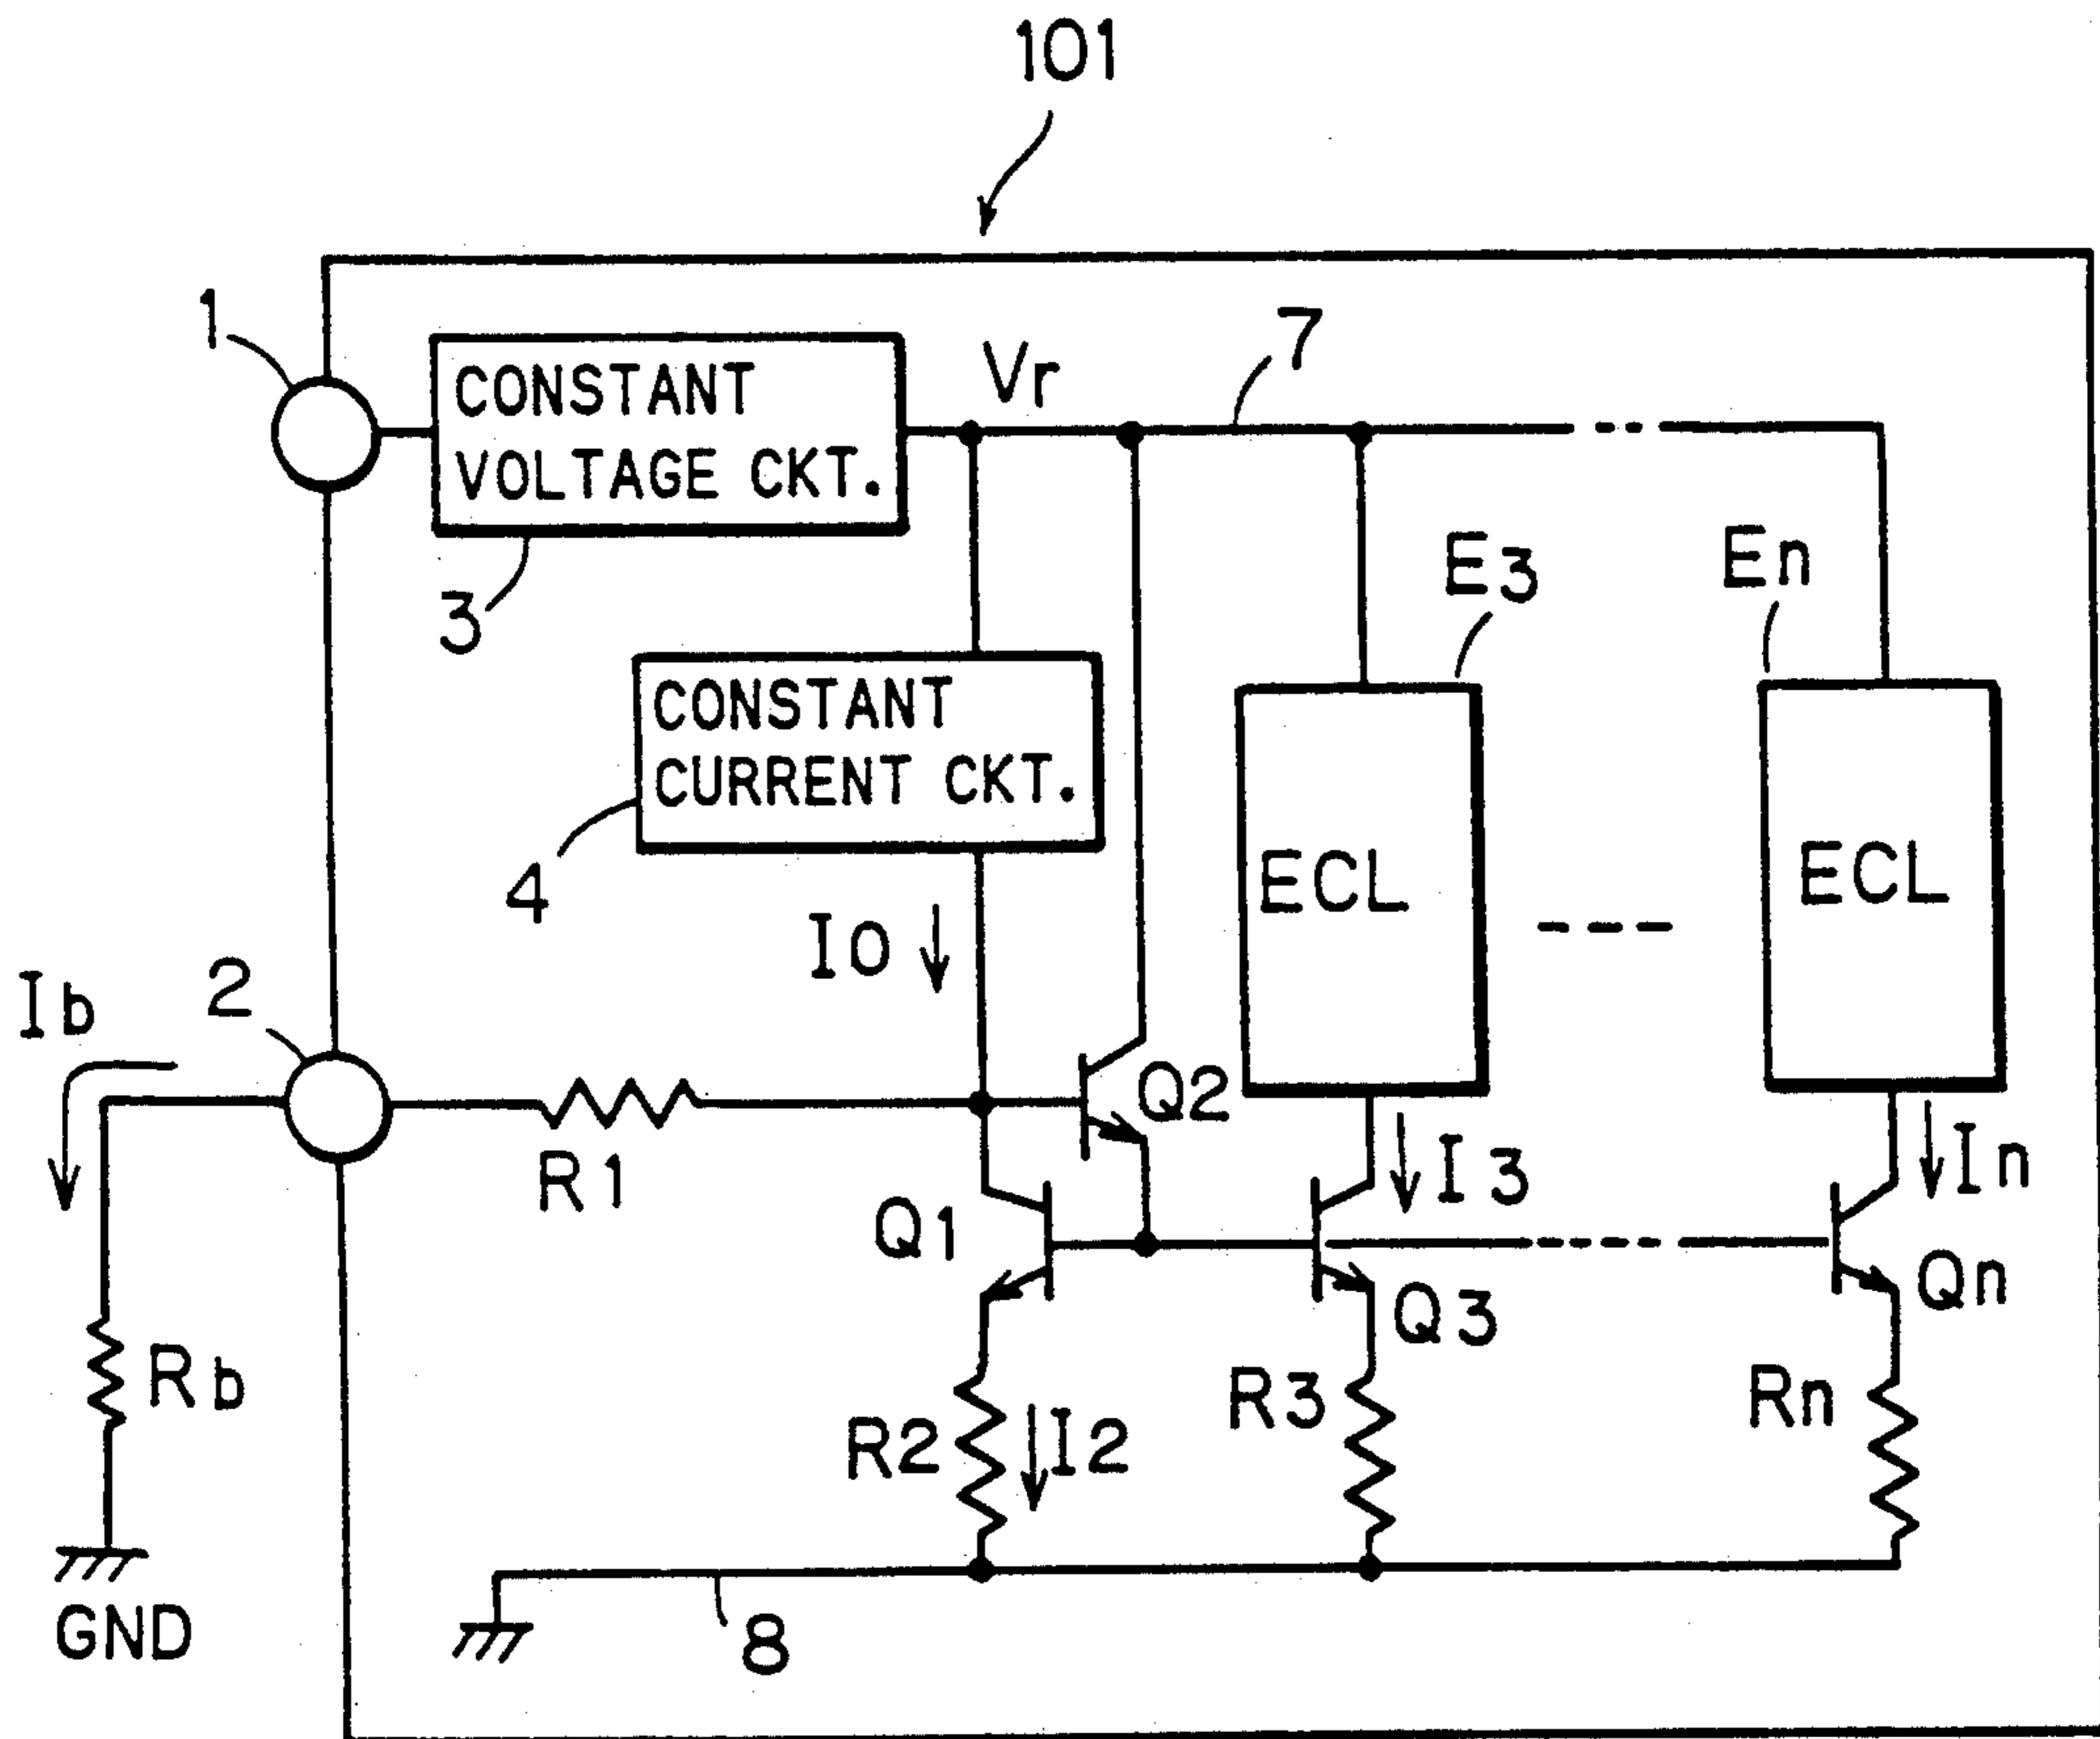 101
1
CONSTANT
VOLTAGE CKT.
Vr
7
3
E3
En
CONSTANT
CURRENT CKT.
4
ECL
ECL
I0
Ib
2
Q2
R1
I3
In
Q1
Q3
Qn
Rb
R2
I2
R3
Rn
GND
8